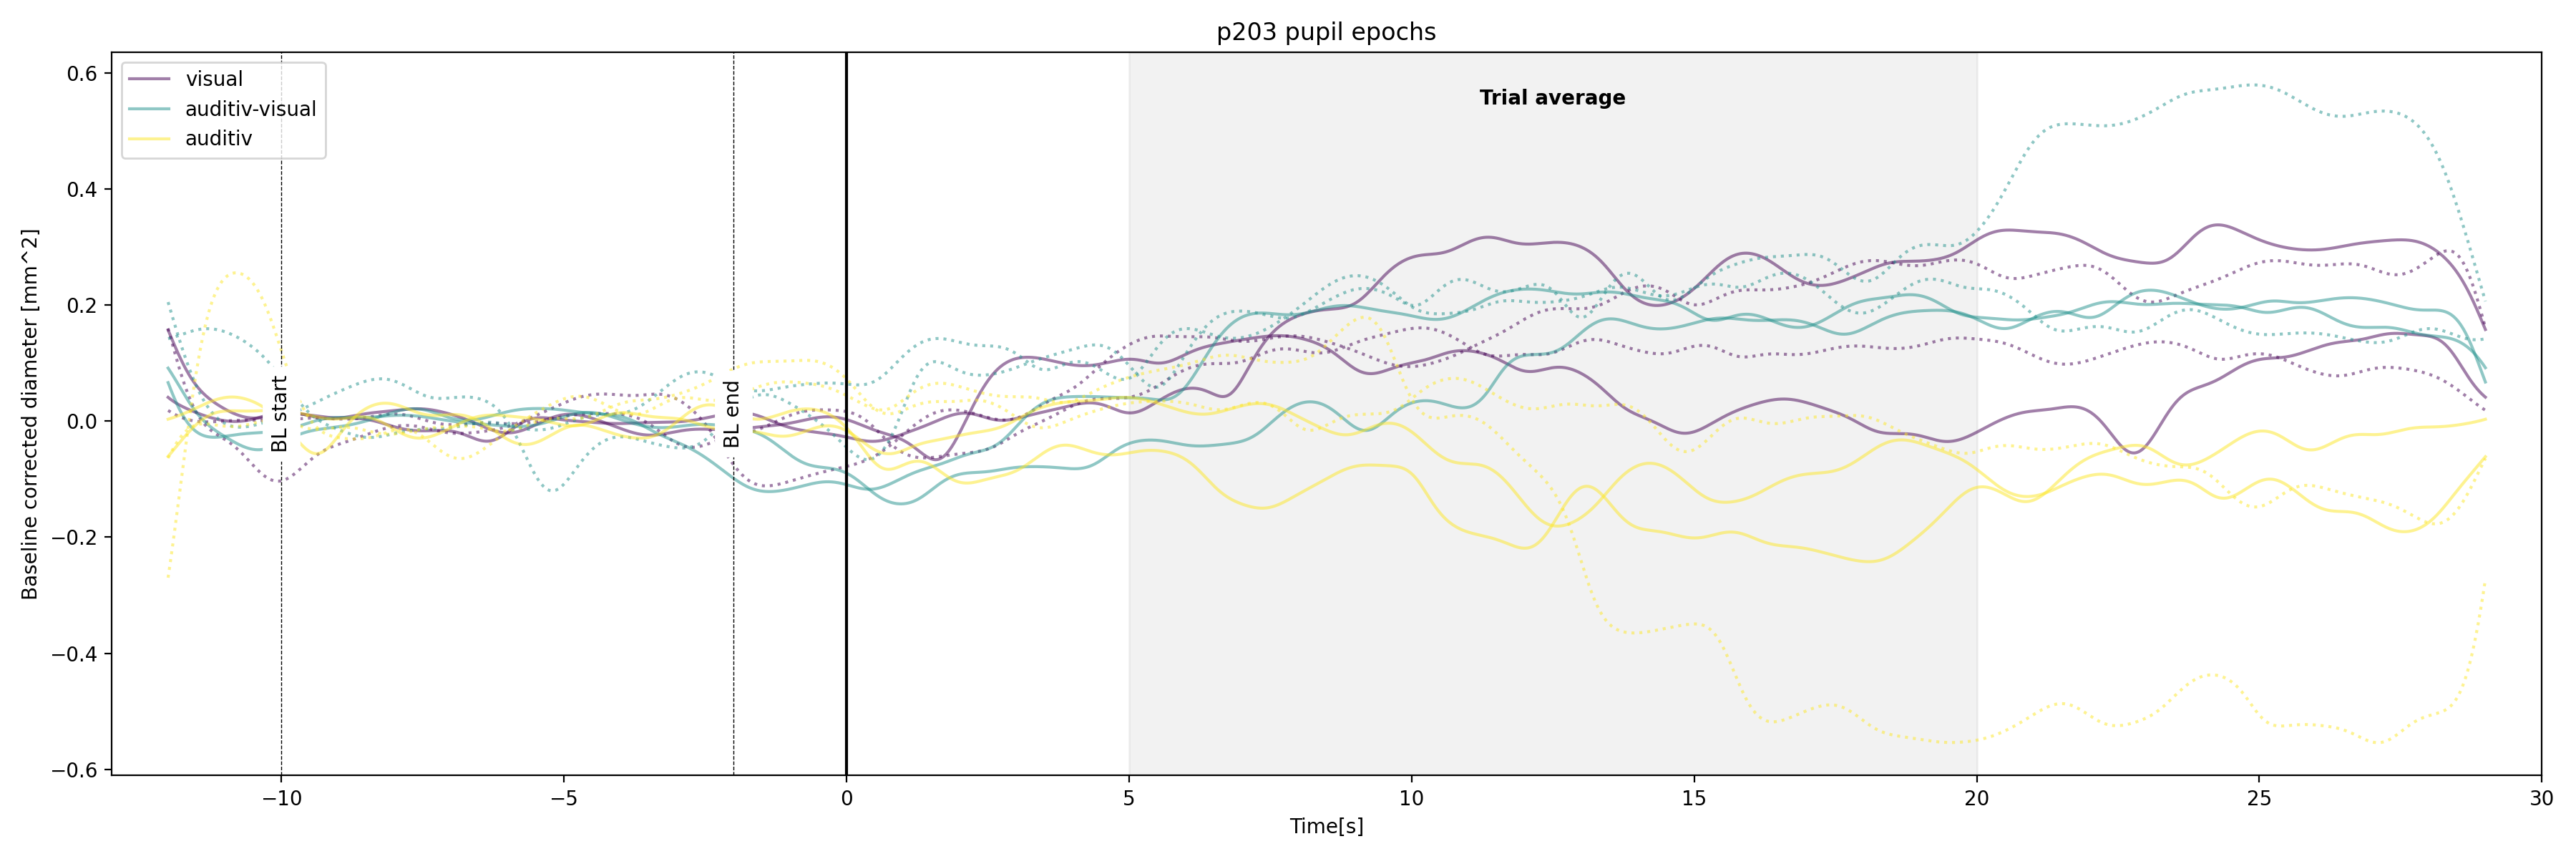 p203 pupil epochs
visual
auditiv-visual
auditiv
Trial average
BL start
BL end
Baseline corrected diameter [mm^2]
0.6
0.4
0.2
0.0
−0.2
−0.4
−0.6
−10 −5 0 5 10 15 20 25 30
Time[s]